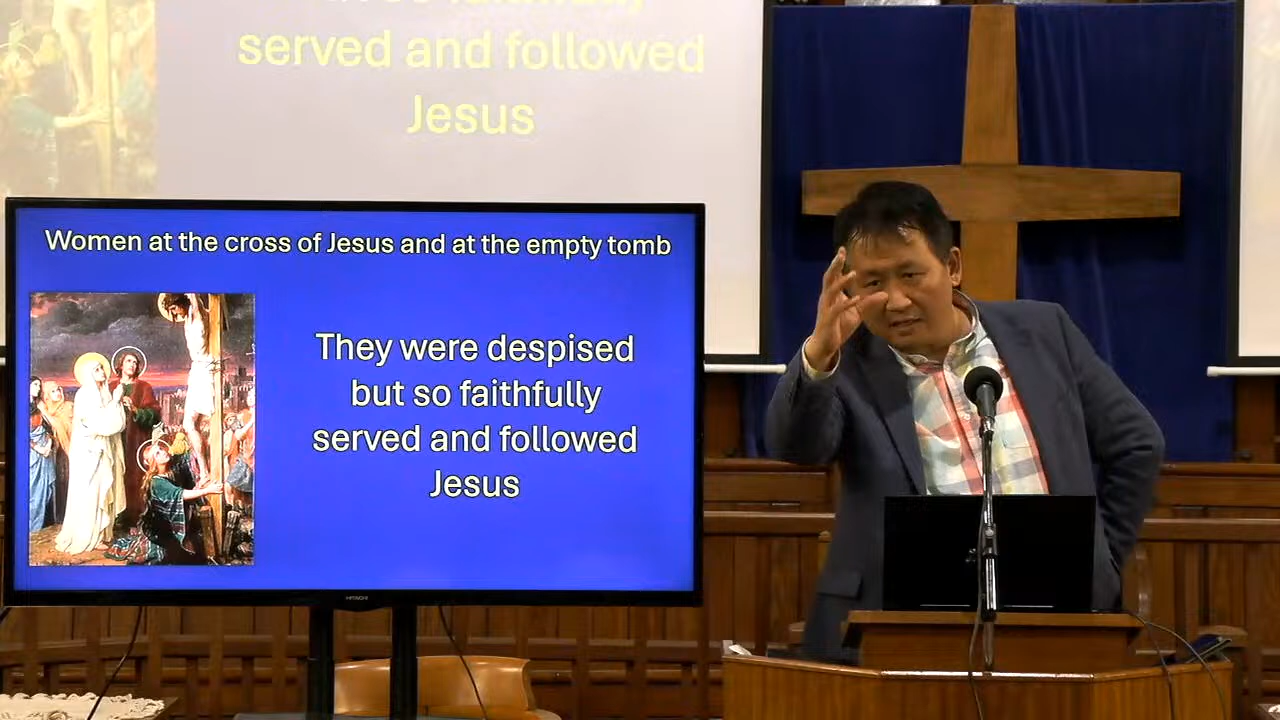 served and followed
Jesus
Women at the cross of Jesus and at the empty tomb
They were despised
but so faithfully
served and followed
Jesus
HITACHI